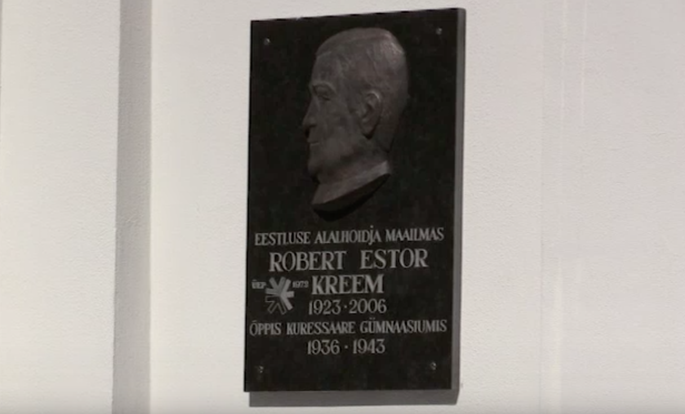 EESTLUSE ALALHOIDjA MAAILMAS
ROBERT ESTOR
KREEM
1923 · 2006
ÕPPIS KURESSAARE GÜMNAASIUMIS
1936 · 1943